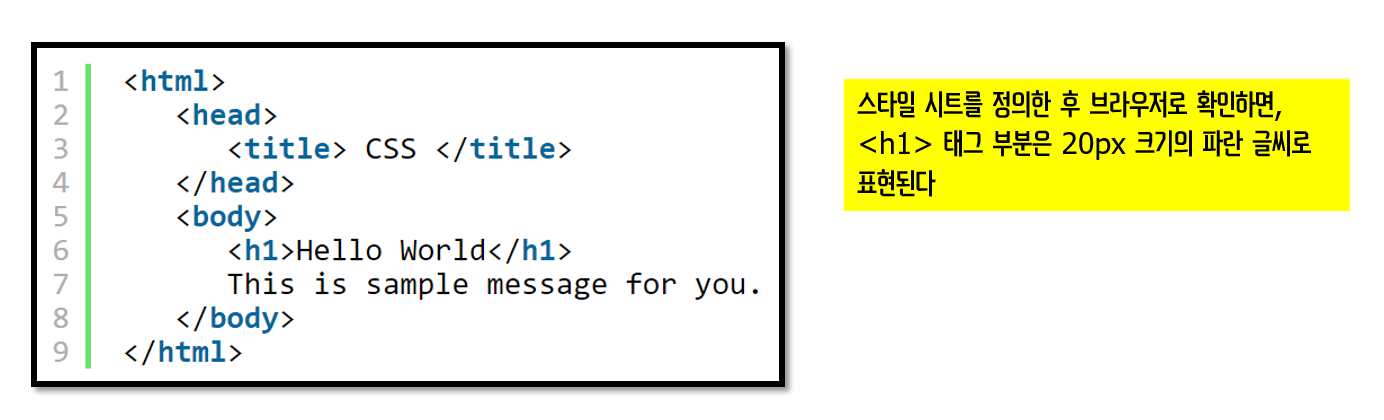 1 <html>
2 <head>
3 <title> CSS </title>
4 </head>
5 <body>
6 <h1>Hello World</h1>
7 This is sample message for you.
8 </body>
9 </html>
스타일 시트를 정의한 후 브라우저로 확인하면,
<h1> 태그 부분은 20px 크기의 파란 글씨로
표현된다